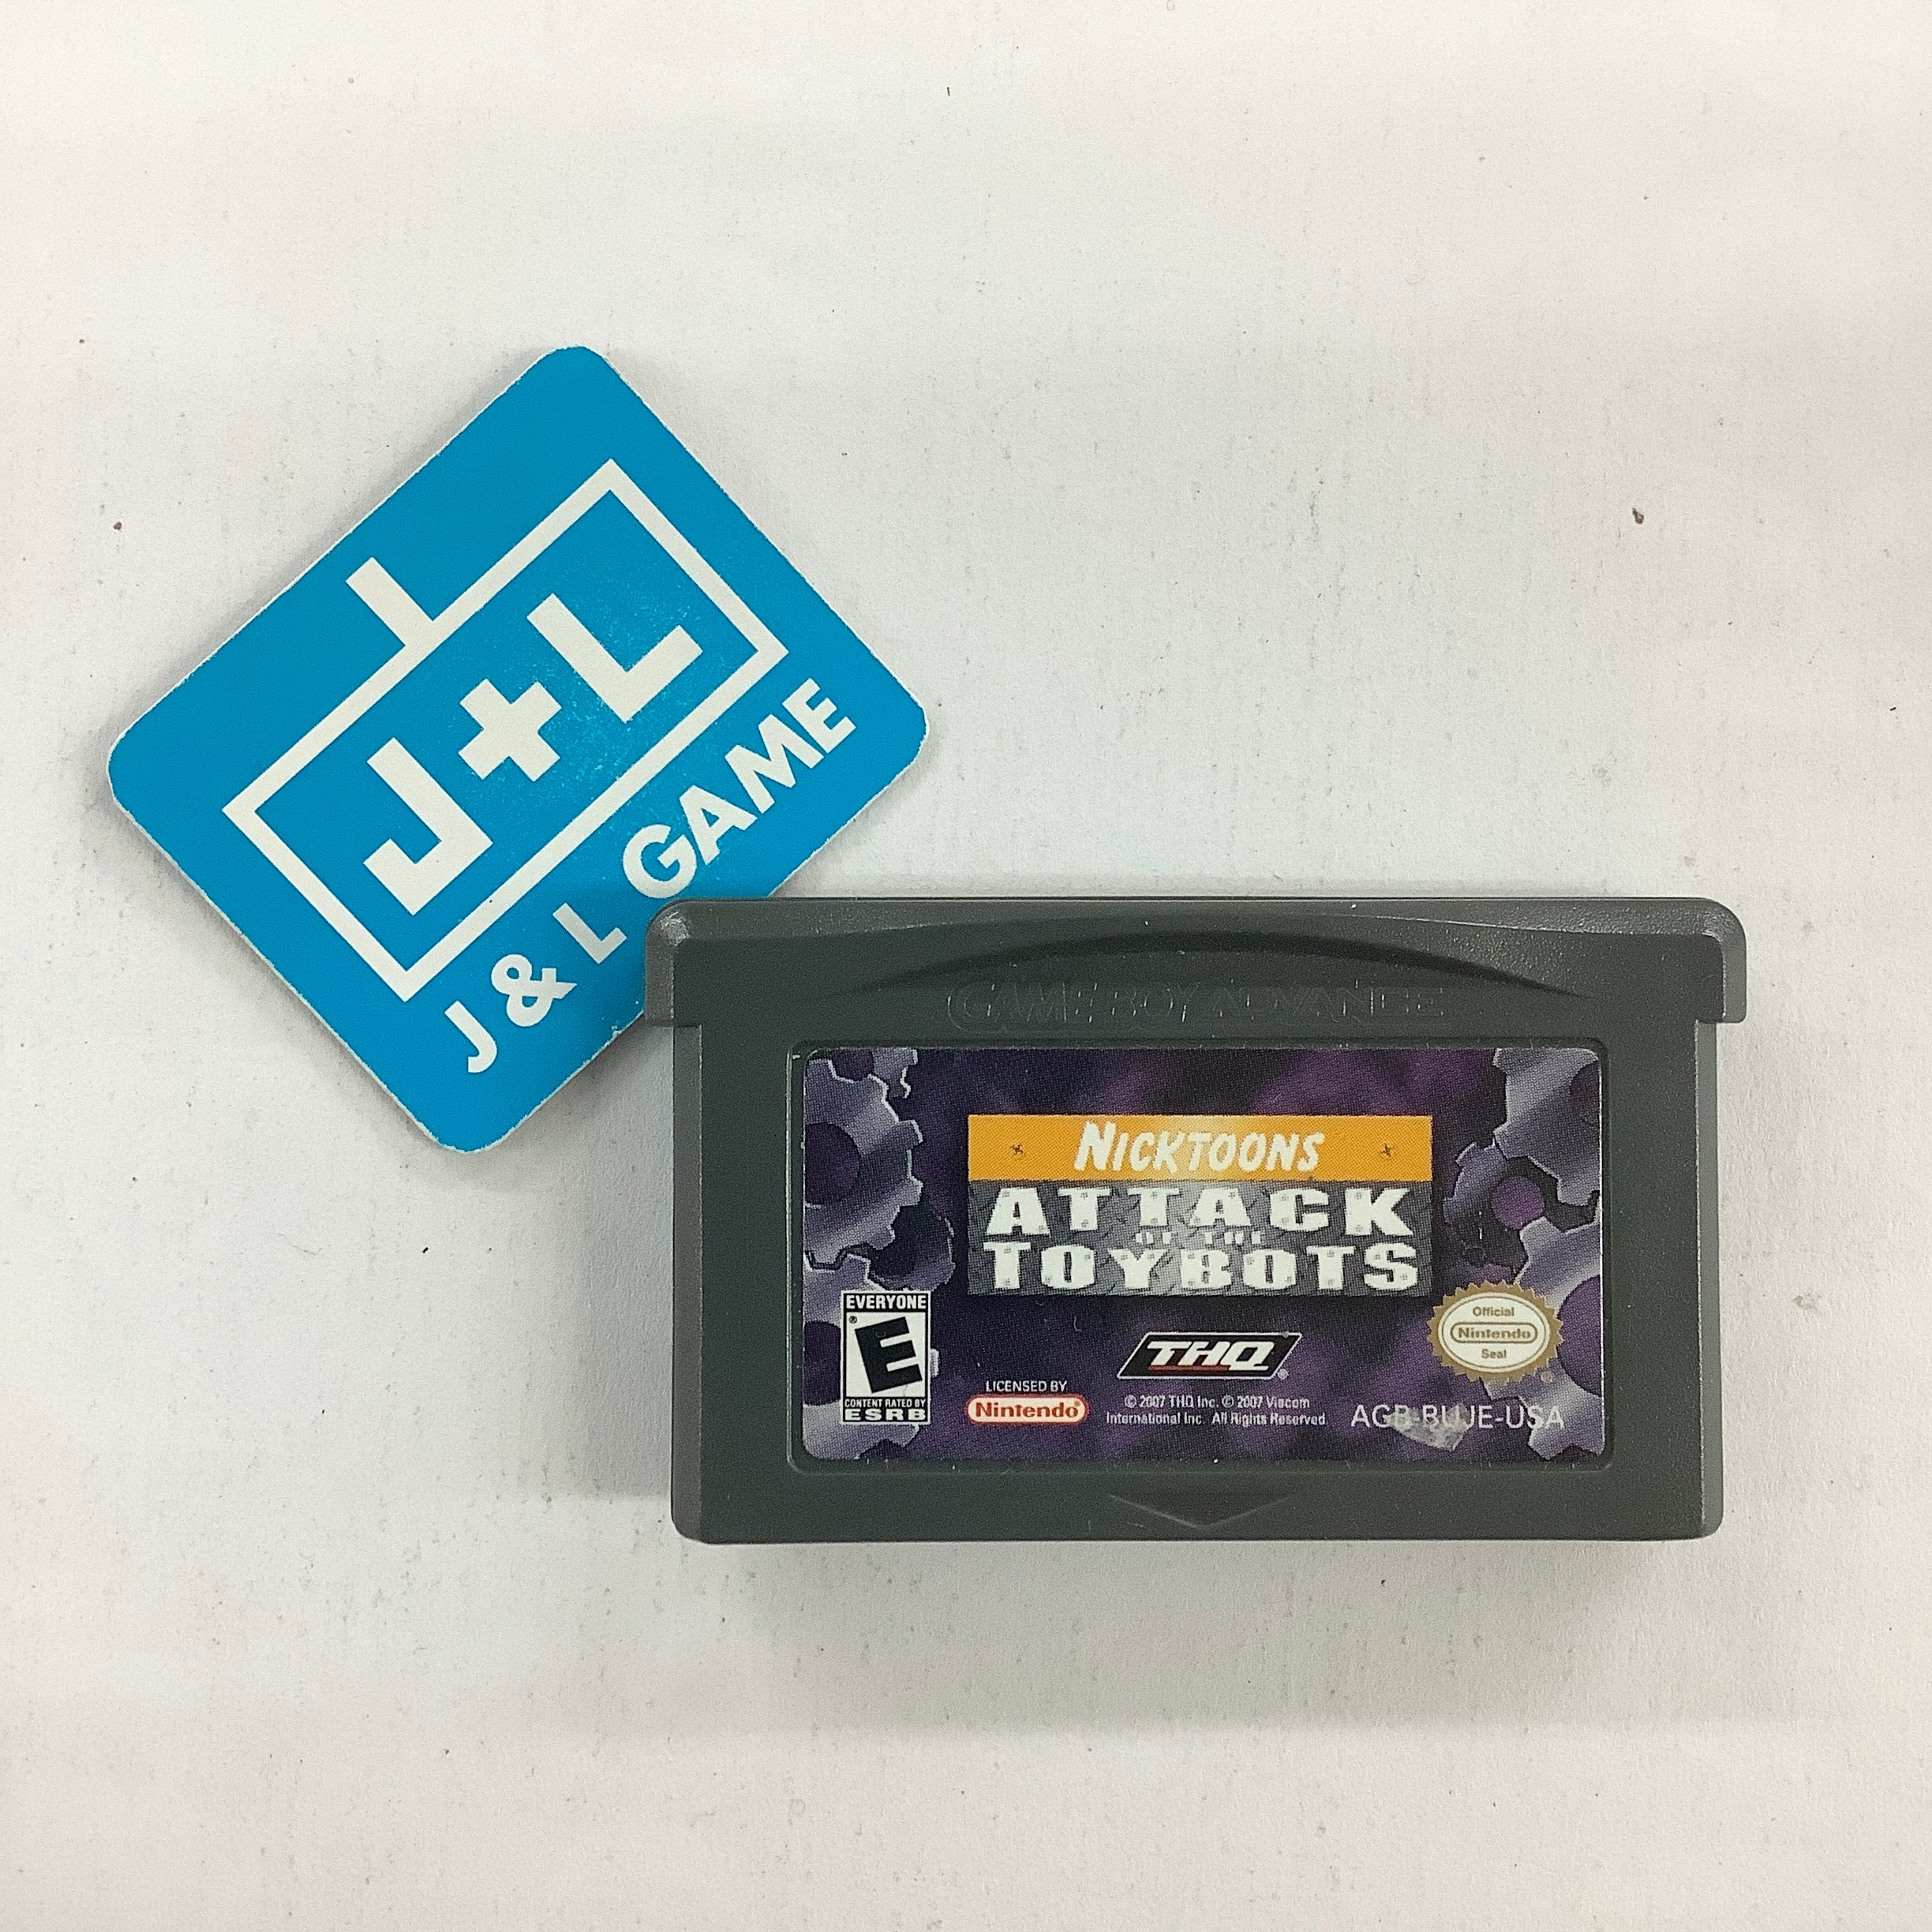 J+L
J & L GAME
GAME BOY ADVANCE
NICKTOONS
ATTACK
OF THE
TOYBOTS
EVERYONE
E
CONTENT RATED BY
ESRB
THQ
LICENSED BY
Nintendo
© 2007 THQ Inc. © 2007 Viacom
International Inc. All Rights Reserved.
Official
Nintendo
Seal
AGB-BUJE-USA